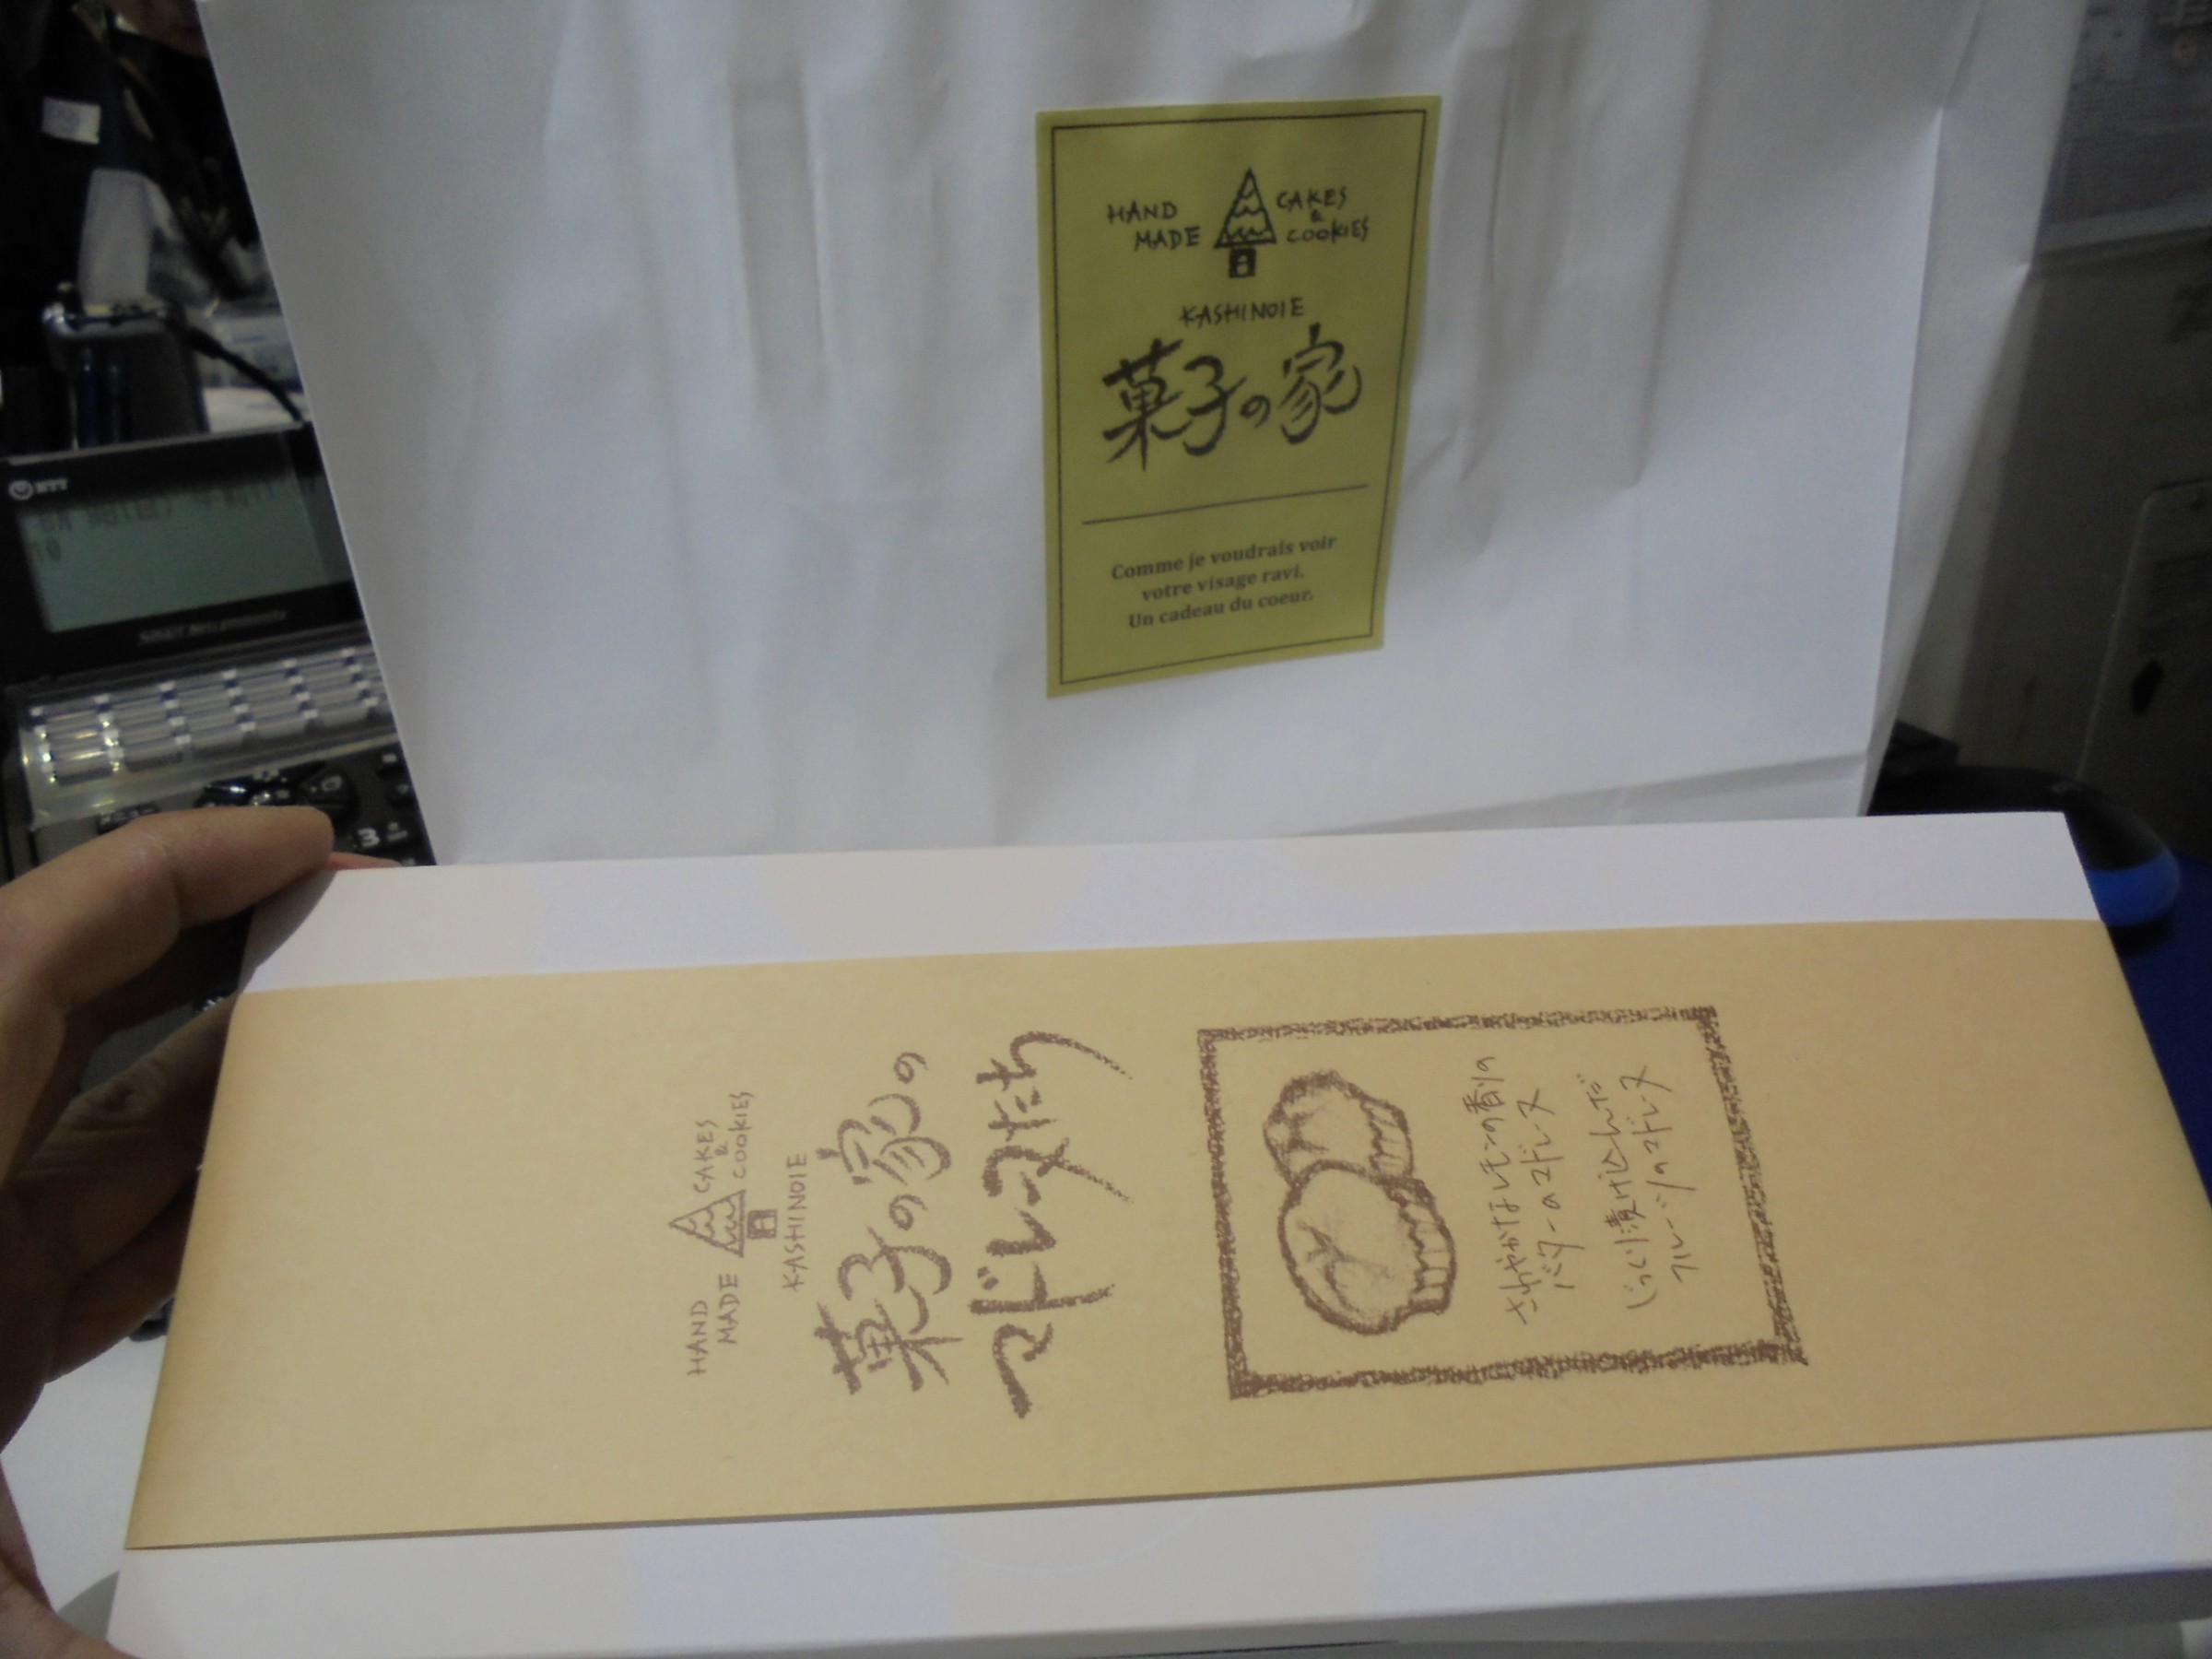 HAND MADE
CAKES & COOKIES
KASHINOIE
菓子の家
Comme je voudrais voir
votre visage ravi.
Un cadeau du coeur.
NTT
3
HAND MADE
CAKES & COOKIES
KASHINOIE
菓子の家の
マドレーヌたち
さわやかなレモンの香りの
バターのマドレーヌ
じっくり漬け込んだ
フルーツのマドレーヌ